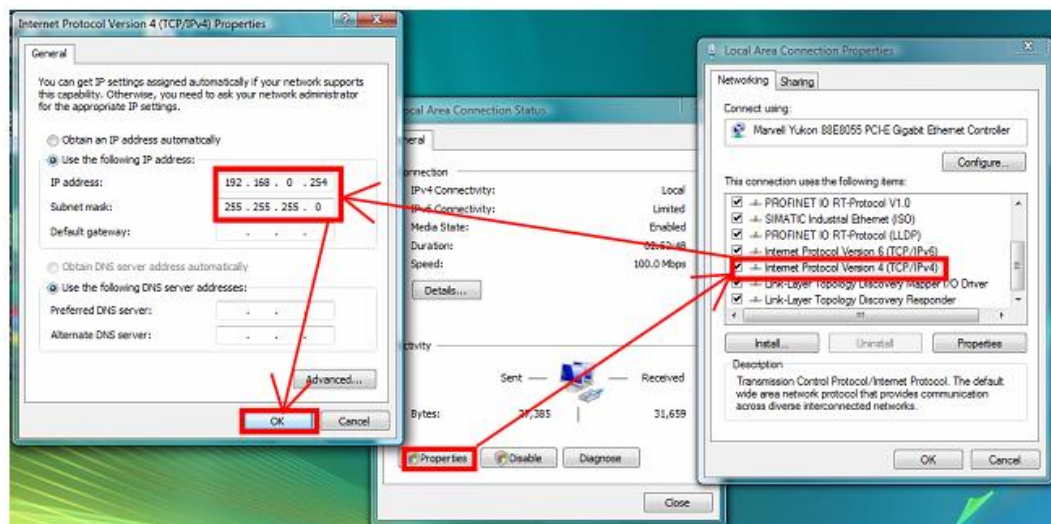 Internet Protocol Version 4 (TCP/IPv4) Properties
General
You can get IP settings assigned automatically if your network supports
this capability. Otherwise, you need to ask your network administrator
for the appropriate IP settings.
Obtain an IP address automatically
Use the following IP address:
IP address:
192 . 168 . 0 . 254
Subnet mask:
255 . 255 . 255 . 0
Default gateway:
Obtain DNS server address automatically
Use the following DNS server addresses:
Preferred DNS server:
Alternate DNS server:
Advanced...
OK
Cancel
Local Area Connection Status
neral
onnection
IPv4 Connectivity:
Local
IPv6 Connectivity:
Limited
Media State:
Enabled
Duration:
Speed:
100.0 Mbps
Details...
ctivity
Sent
Received
Bytes:
31,659
Properties
Disable
Diagnose
Close
Local Area Connection Properties
Networking
Sharing
Connect using:
Marvell Yukon 88E8055 PCI-E Gigabit Ethernet Controller
Configure...
This connection uses the following items:
PROFINET IO RT-Protocol V1.0
SIMATIC Industrial Ethernet (ISO)
PROFINET IO RT-Protocol (LLDP)
Internet Protocol Version 6 (TCP/IPv6)
Internet Protocol Version 4 (TCP/IPv4)
Link-Layer Topology Discovery Mapper I/O Driver
Link-Layer Topology Discovery Responder
Install...
Uninstall
Properties
Description
Transmission Control Protocol/Internet Protocol. The default
wide area network protocol that provides communication
across diverse interconnected networks.
OK
Cancel